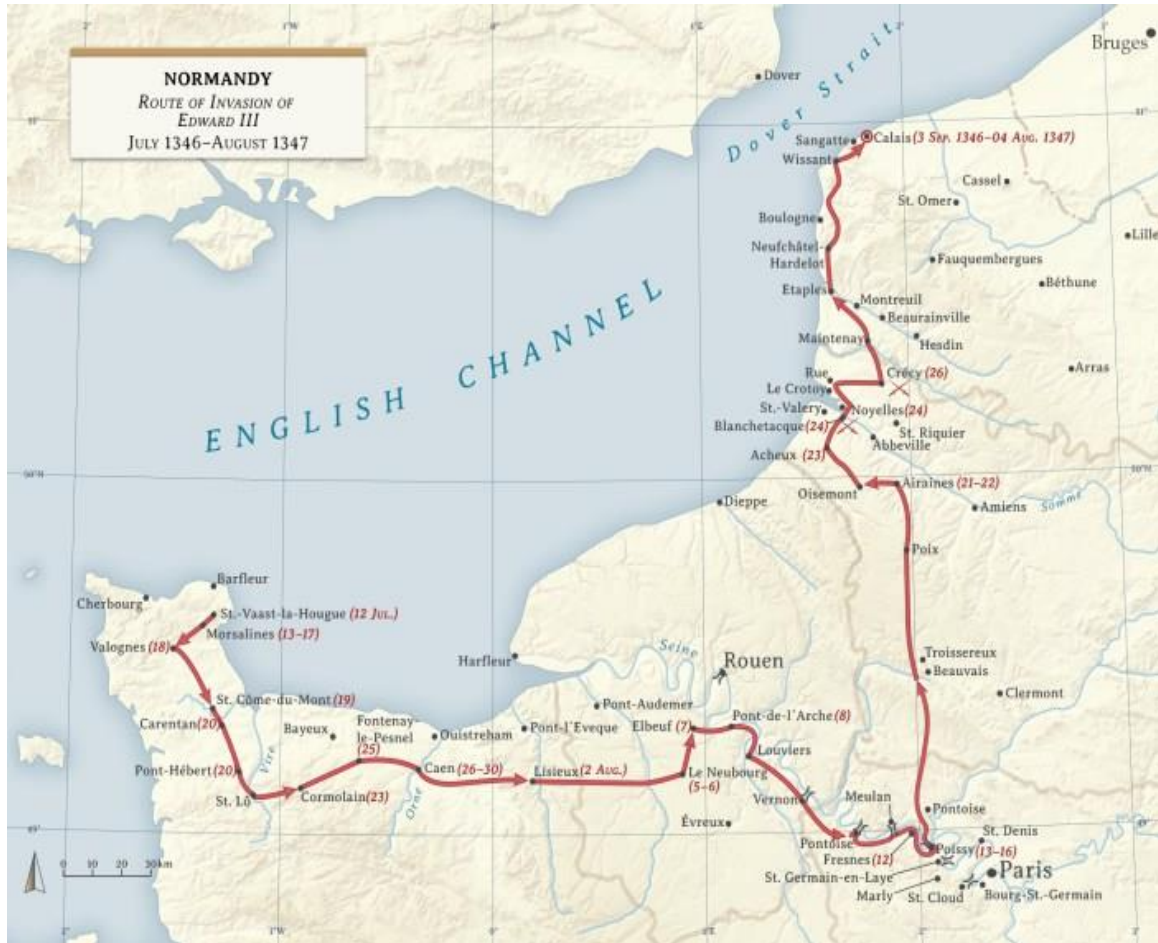 NORMANDY
ROUTE OF INVASION OF
EDWARD III
JULY 1346–AUGUST 1347
Bruges
Dover
Dover Strait
Sangatte
Calais (3 SEP. 1346–04 AUG. 1347)
Wissant
Cassel
St. Omer
Boulogne
Lille
Neufchâtel-
Hardelot
Fauquembergues
Béthune
Etaples
Montreuil
Beaurainville
ENGLISH CHANNEL
Maintenay
Hesdin
Arras
Rue
Crécy (26)
Le Crotoy
St.-Valery
Noyelles (24)
Blanchetacque (24)
St. Riquier
Abbeville
Acheux (23)
Oisemont
Airaines (21–22)
Dieppe
Amiens
Somme
Poix
Barfleur
Cherbourg
St.-Vaast-la-Hougue (12 JUL.)
Morsalines (13–17)
Valognes (18)
Harfleur
Seine
Rouen
Troissereux
Beauvais
Clermont
St. Côme-du-Mont (19)
Carentan (20)
Bayeux
Fontenay
le-Pesnel
(25)
Ouistreham
Pont-Audemer
Pont-l'Eveque
Elbeuf (7)
Pont-de-l'Arche (8)
Louviers
Vire
Pont-Hébert (20)
Caen (26–30)
Lisieux (2 AUG.)
Le Neubourg
(5–6)
St. Lô
Cormolain (23)
Orne
Vernon
Meulan
Pontoise
Évreux
St. Denis
Pontoise
Poissy (13–16)
Fresnes (12)
St. Germain-en-Laye
Paris
Marly
St. Cloud
Bourg-St.-Germain
0 10 20 30 km